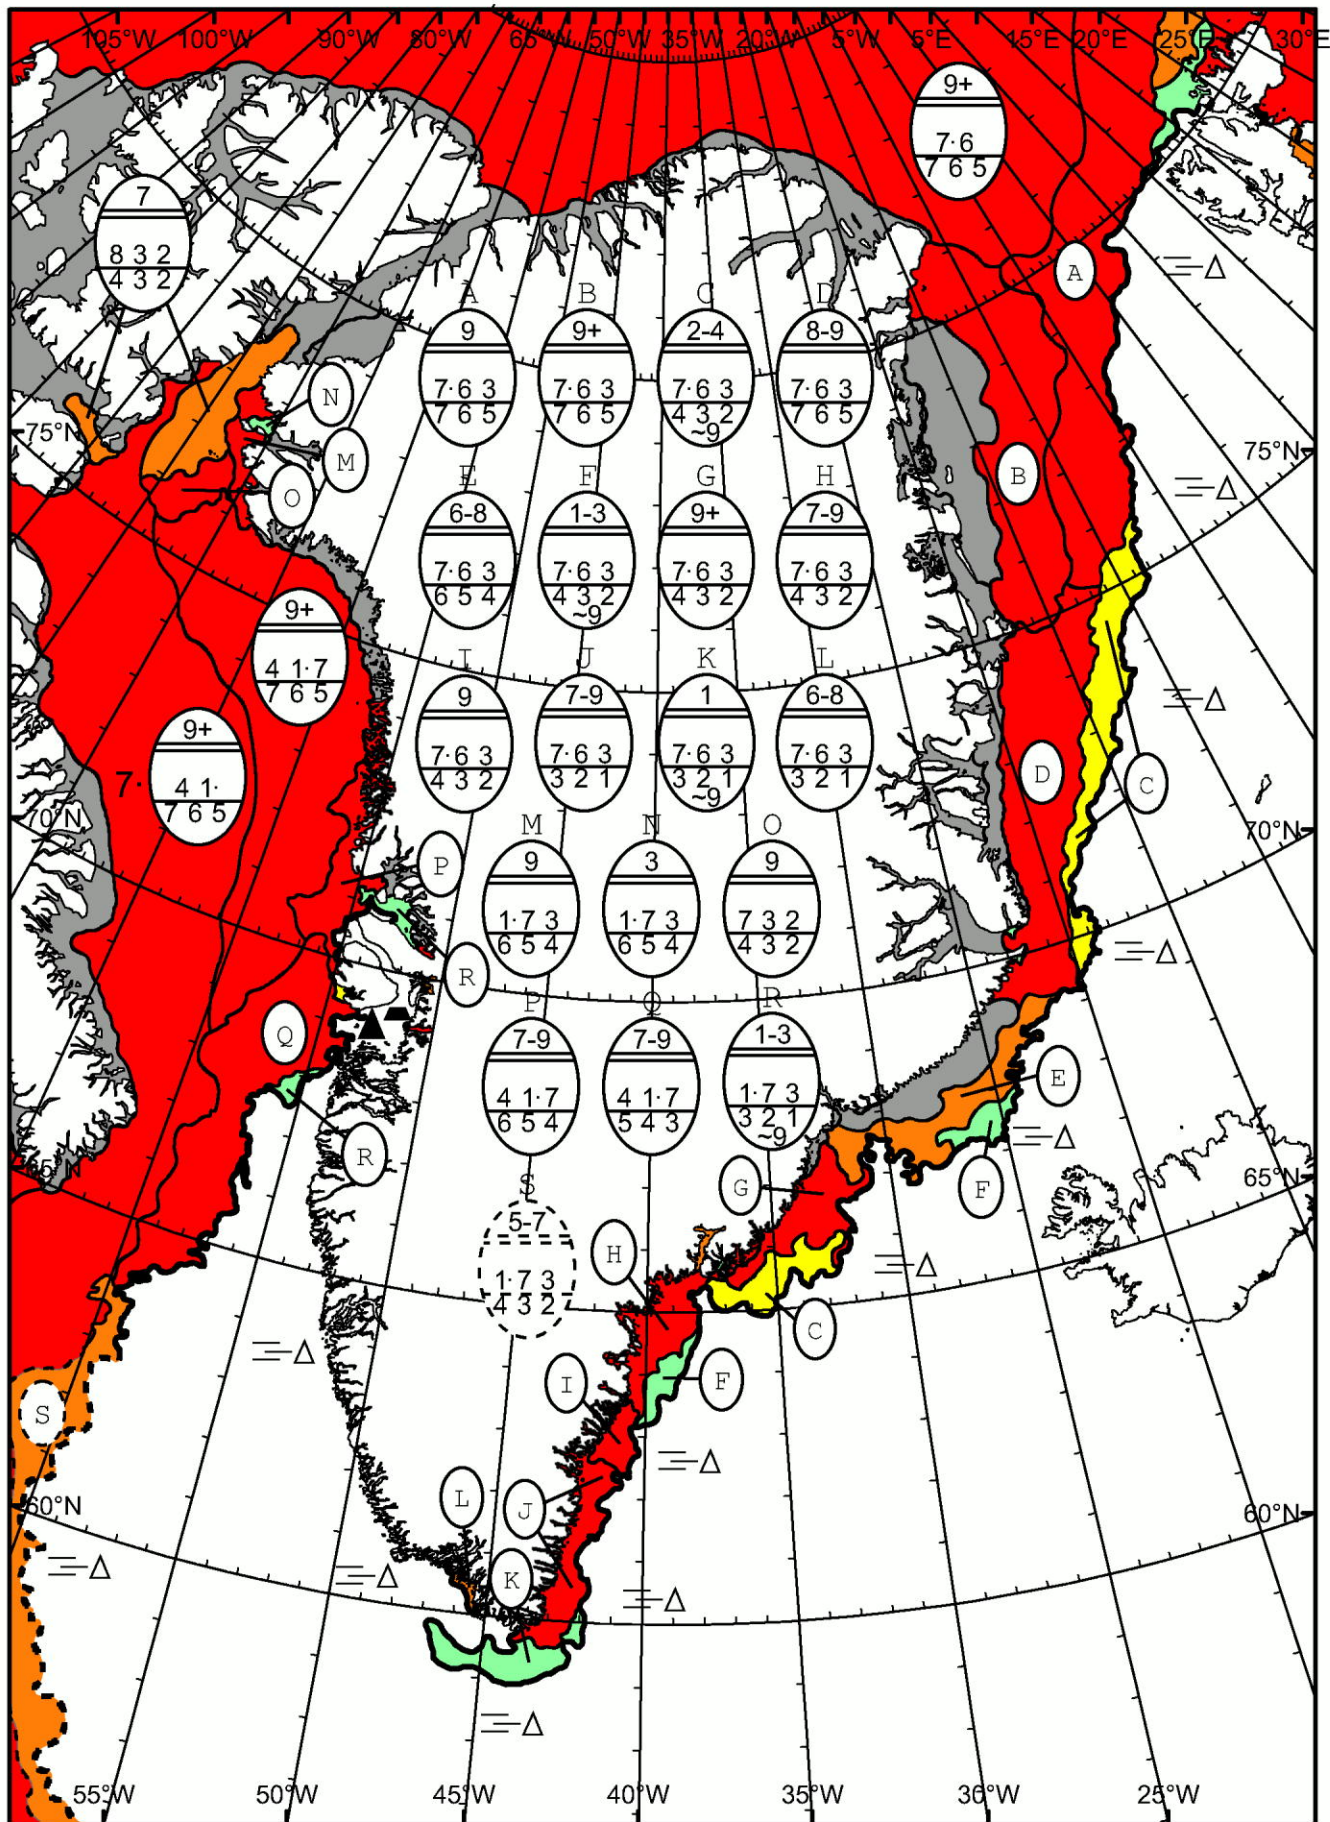 105°W 100°W 90°W 80°W 65°W 50°W 35°W 20°W 5°W 5°E 15°E 20°E 25°E 30°E
9+
7·6
7 6 5
7
8 3 2
4 3 2
A
A B C D
9 9+ 2-4 8-9
7·6 3 7·6 3 7·6 3 7·6 3
7 6 5 7 6 5 4 3 2 7 6 5
~9
N
75°N
75°N
M
O
B
E F G H
6-8 1-3 9+ 7-9
7·6 3 7·6 3 7·6 3 7·6 3
6 5 4 4 3 2 4 3 2 4 3 2
~9
9+
4 1·7
7 6 5
I J K L
9 7-9 1 6-8
7·6 3 7·6 3 7·6 3 7·6 3
4 3 2 3 2 1 3 2 1 3 2 1
~9
9+
7·
4 1·
7 6 5
D
C
70°N
70°N
M N O
9 3 9
1·7 3 1·7 3 7 3 2
6 5 4 6 5 4 4 3 2
P
R
Q
P Q R
7-9 7-9 1-3
4 1·7 4 1·7 1·7 3
6 5 4 5 4 3 3 2 1
~9
E
R
65°N
65°N
F
G
S
5-7
1·7 3
4 3 2
H
C
I
F
S
L
J
60°N
60°N
K
55°W 50°W 45°W 40°W 35°W 30°W 25°W